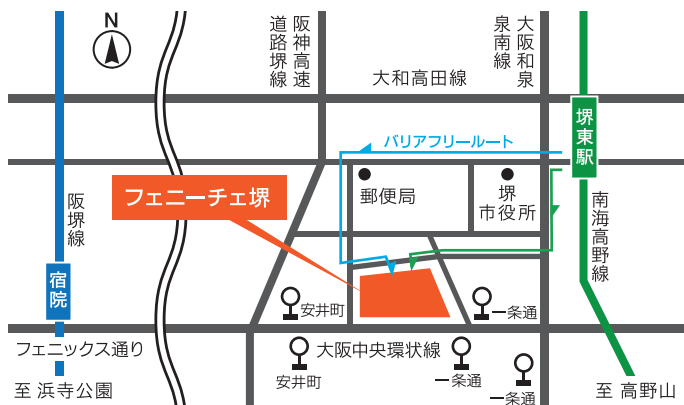 N
阪神高速
道路堺線
大阪和泉
泉南線
大和高田線
堺東駅
バリアフリールート
郵便局
堺
市役所
フェニーチェ堺
阪堺線
南海高野線
宿院
安井町
一条通
フェニックス通り
大阪中央環状線
安井町
一条通
一条通
至 浜寺公園
至 高野山